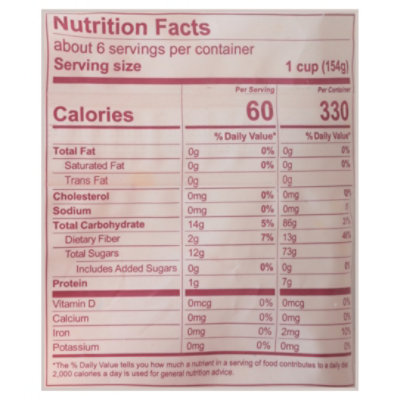 Nutrition Facts
about 6 servings per container
Serving size 1 cup (154g)
Per Serving Per Container
Calories 60 330
% Daily Value* % Daily Value*
Total Fat 0g 0% 0g 0%
Saturated Fat 0g 0% 0g 0%
Trans Fat 0g 0g
Cholesterol 0mg 0% 0mg
Sodium 0mg 0% 0mg
Total Carbohydrate 14g 5% 86g
Dietary Fiber 2g 7% 13g
Total Sugars 12g 73g
Includes Added Sugars 0g 0% 0g
Protein 1g 7g
Vitamin D 0mcg 0% 0mcg 0%
Calcium 0mg 0% 0mg 0%
Iron 0mg 0% 2mg 10%
Potassium 0mg 0% 0mg 0%
*The % Daily Value tells you how much a nutrient in a serving of food contributes to a daily
2,000 calories a day is used for general nutrition advice.